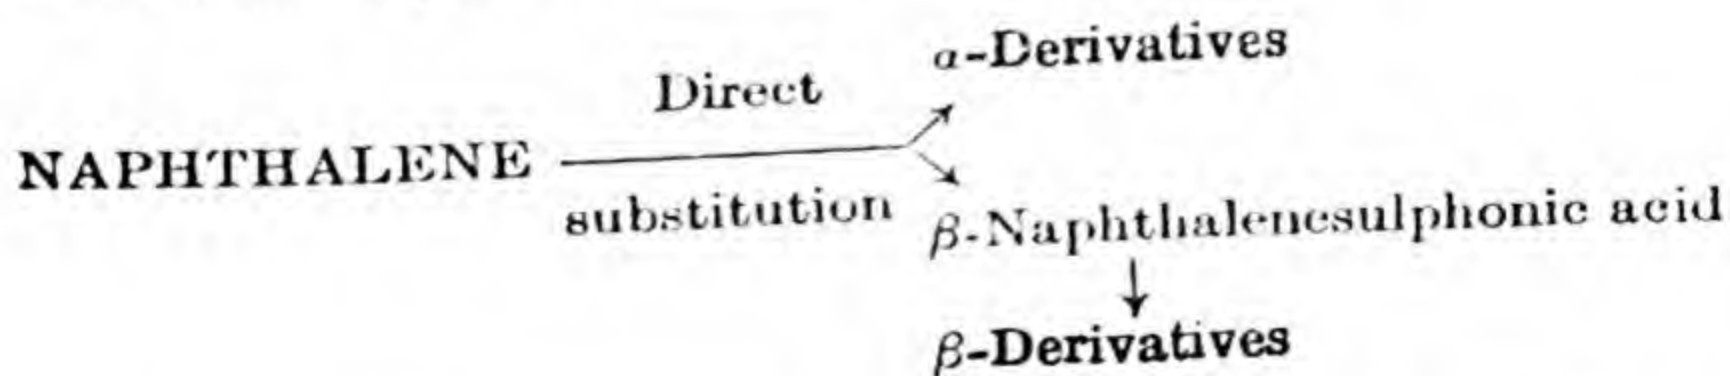 α-Derivatives
Direct
NAPHTHALENE
substitution
β-Naphthalenesulphonic acid
β-Derivatives